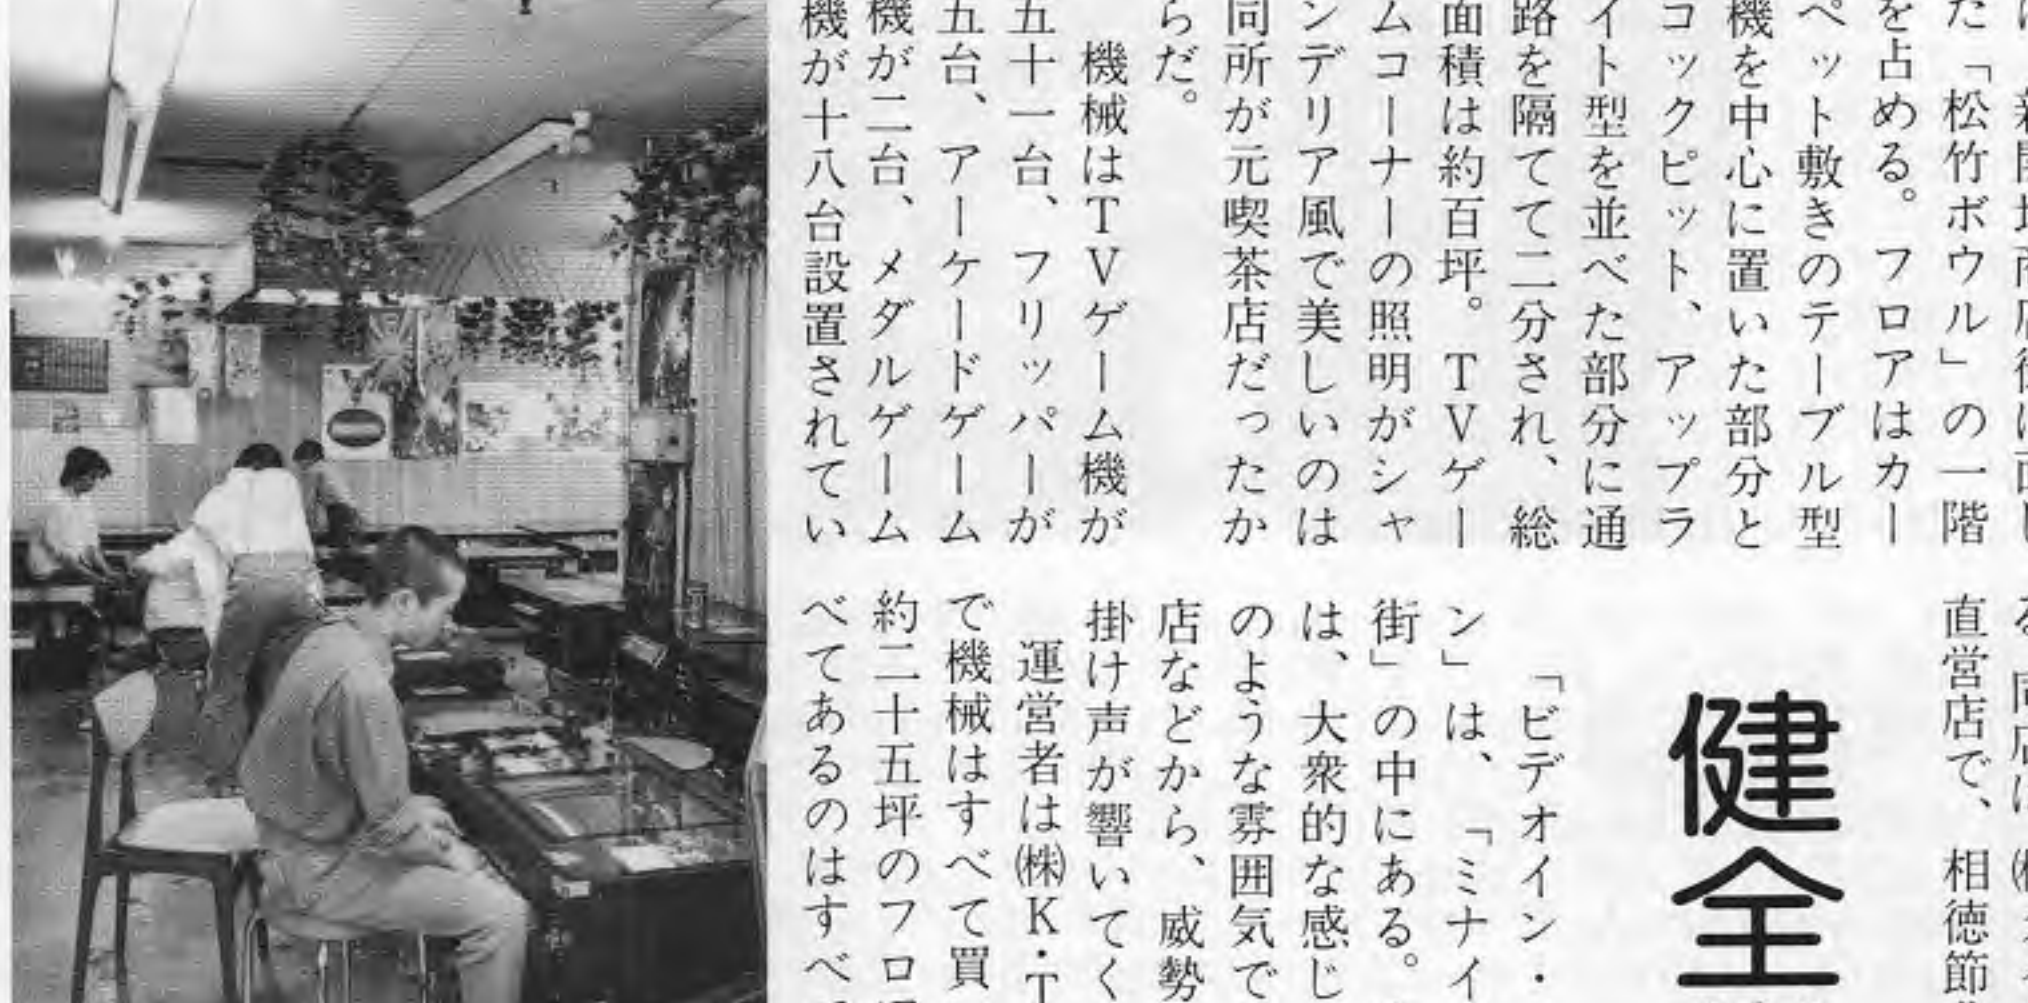 た「松竹ボウル」の一階
を占める。フロアはカー
ペット敷きのテーブル型
機を中心に置いた部分と
コックピット、アップラ
イト型を並べた部分に通
路を隔てて二分され、総
面積は約百坪。TVゲー
ムコーナーの照明がシャ
ンデリア風で美しいのは
同所が元喫茶店だったか
らだ。
機械はTVゲーム機が
五十一台、フリッパーが
五台、アーケードゲーム
機が二台、メダルゲーム
機が十八台設置されてい
直営店で、相徳節
健全
「ビデオイン・
ン」は、「ミナイ
街」の中にある。
は、大衆的な感じ
のような雰囲気で
店などから、威勢
掛け声が響いてく
運営者は㈱K・T
で機械はすべて買
約二十五坪のフロ
べてあるのはすべ